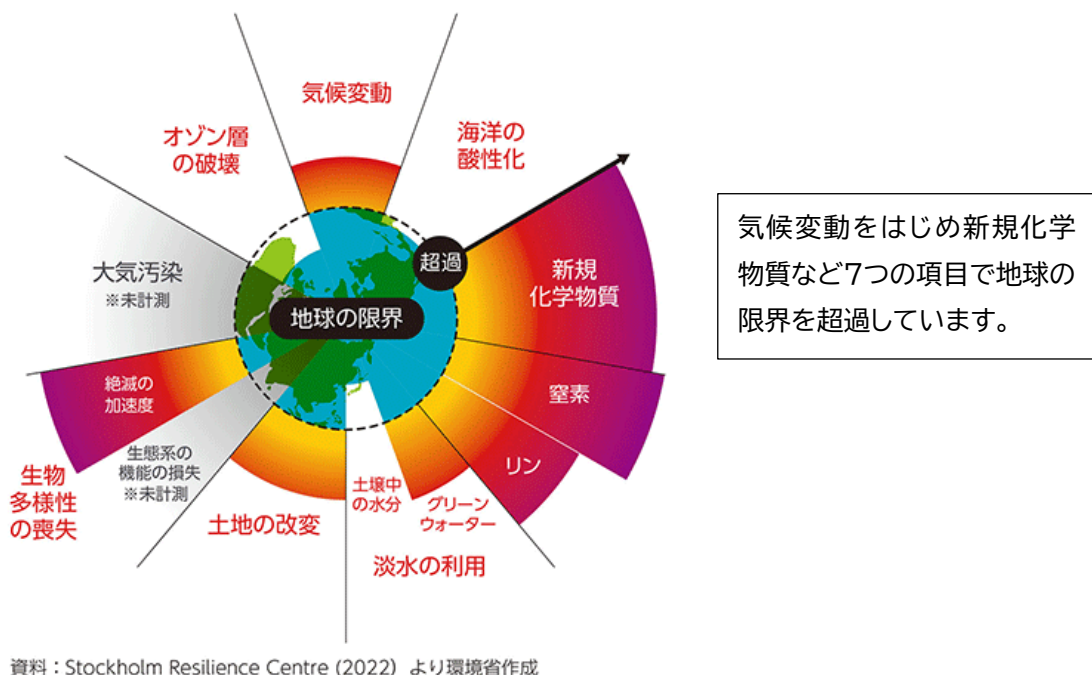 気候変動
オゾン層
の破壊
海洋の
酸性化
大気汚染
※未計測
超過
新規
化学物質
地球の限界
絶滅の
加速度
窒素
生態系の
機能の損失
※未計測
リン
生物
多様性
の喪失
土地の改変
土壌中
の水分
グリーン
ウォーター
淡水の利用
気候変動をはじめ新規化学
物質など7つの項目で地球の
限界を超過しています。
資料：Stockholm Resilience Centre (2022) より環境省作成